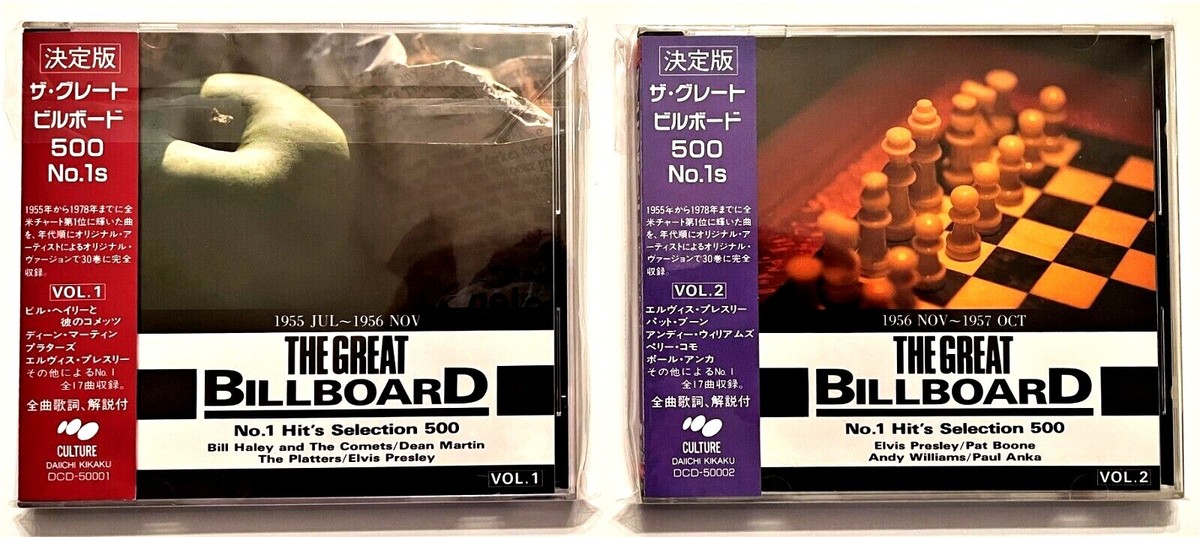 決定版
ザ・グレート
ビルボード
500
No.1s
1955年から1978年までに全
米チャート第1位に輝いた曲
を、年代順にオリジナル・ア
ーティストによるオリジナル・
ヴァージョンで30巻に完全
収録。
VOL.1
ビル・ヘイリーと
彼のコメッツ
ディーン・マーティン
プラターズ
エルヴィス・プレスリー
その他によるNo.1
全17曲収録。
全曲歌詞、解説付
CULTURE
DAIICHI KIKAKU
DCD-50001
1955 JUL~1956 NOV
THE GREAT
BILLBOARD
No.1 Hit's Selection 500
Bill Haley and The Comets/Dean Martin
The Platters/Elvis Presley
VOL.1
決定版
ザ・グレート
ビルボード
500
No.1s
1955年から1978年までに全
米チャート第1位に輝いた曲
を、年代順にオリジナル・ア
ーティストによるオリジナル・
ヴァージョンで30巻に完全
収録。
VOL.2
エルヴィス・プレスリー
パット・ブーン
アンディー・ウィリアムズ
ペリー・コモ
ポール・アンカ
その他によるNo.1
全17曲収録。
全曲歌詞、解説付
CULTURE
DAIICHI KIKAKU
DCD-50002
1956 NOV~1957 OCT
THE GREAT
BILLBOARD
No.1 Hit's Selection 500
Elvis Presley/Pat Boone
Andy Williams/Paul Anka
VOL.2